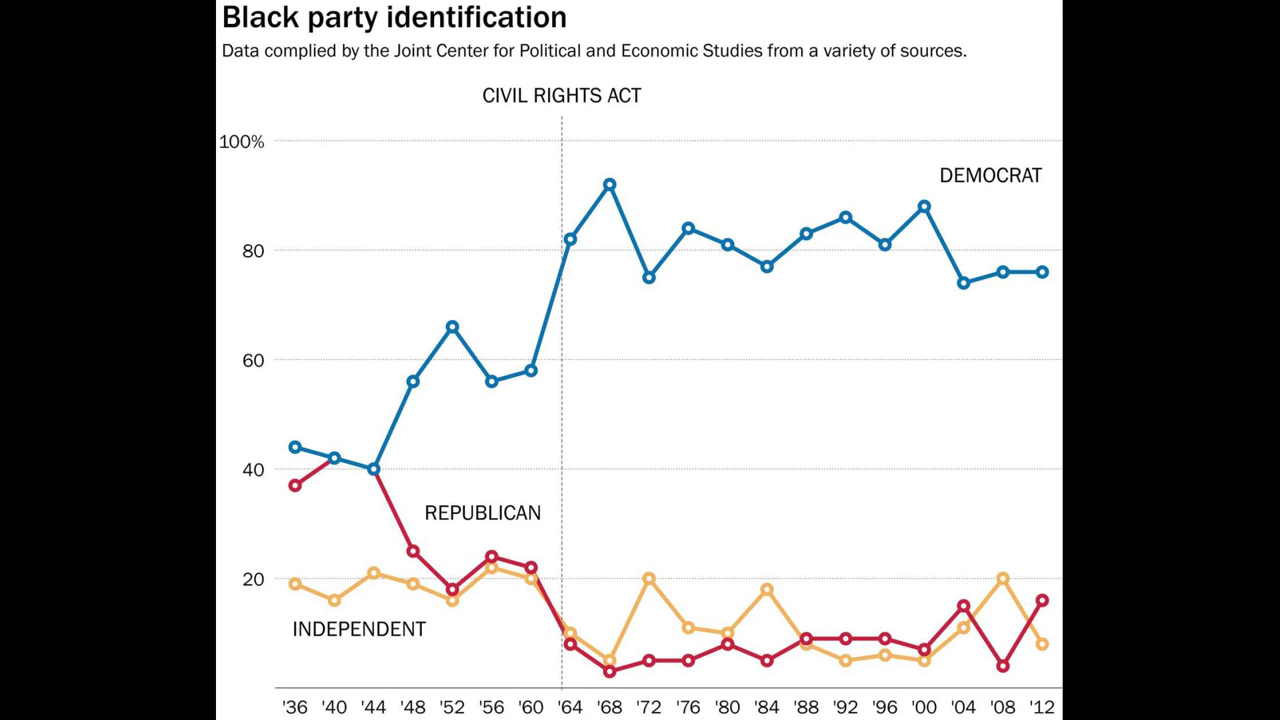 Black party identification
Data complied by the Joint Center for Political and Economic Studies from a variety of sources.
CIVIL RIGHTS ACT
100%
DEMOCRAT
80
60
40
REPUBLICAN
20
INDEPENDENT
'36 '40 '44 '48 '52 '56 '60 '64 '68 '72 '76 '80 '84 '88 '92 '96 '00 '04 '08 '12